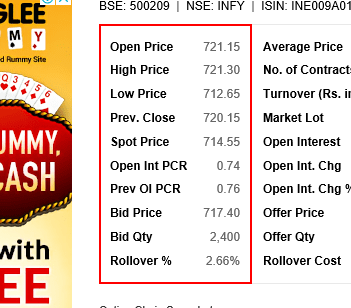 GLEE
BSE: 500209 | NSE: INFY | ISIN: INE009A01
M Y
d Rummy Site
Open Price 721.15 Average Price
High Price 721.30 No. of Contract
Low Price 712.65 Turnover (Rs. in
Prev. Close 720.15 Market Lot
UMMY,
Spot Price 714.55 Open Interest
CASH
Open Int PCR 0.74 Open Int. Chg
Prev OI PCR 0.76 Open Int. Chg %
Bid Price 717.40 Offer Price
with
Bid Qty 2,400 Offer Qty
EE
Rollover % 2.66% Rollover Cost